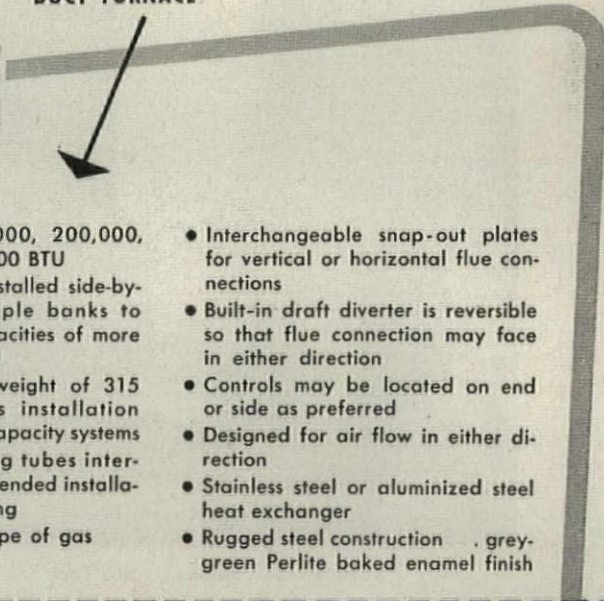 DUCT FURNACE
000, 200,000,
00 BTU
stalled side-by-
ple banks to
acities of more
weight of 315
s installation
apacity systems
g tubes inter-
ended installa-
ng
pe of gas
● Interchangeable snap-out plates
for vertical or horizontal flue con-
nections
● Built-in draft diverter is reversible
so that flue connection may face
in either direction
● Controls may be located on end
or side as preferred
● Designed for air flow in either di-
rection
● Stainless steel or aluminized steel
heat exchanger
● Rugged steel construction . grey-
green Perlite baked enamel finish